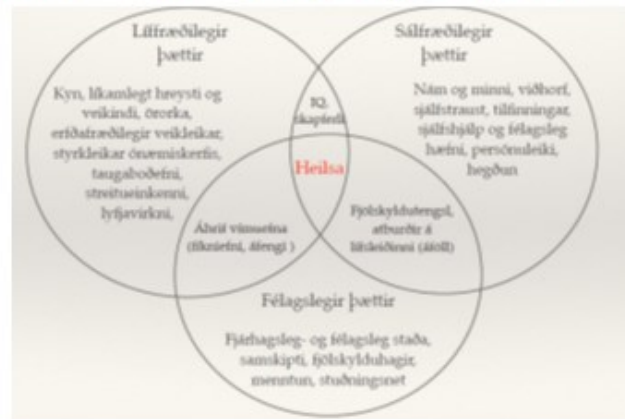 Líffræðilegir
þættir
Kyn, líkamlegt hreysti og
veikindi, örorka,
erfðafræðilegir veikleikar,
styrkleikar ónæmiskerfis,
taugaboðefni,
streitueinkenni,
lyfjavirkni,
Sálfræðilegir
þættir
Nám og minni, viðhorf,
sjálfstraust, tilfinningar,
sjálfshjálp og félagsleg
hæfni, persónuleiki,
hegðun
IQ,
skapferli
Heilsa
Áhrif vímuefna
(fíkniefni, áfengi )
Fjölskyldutengsl,
atburðir á
lífsleiðinni (áföll)
Félagslegir þættir
Fjárhagsleg- og félagsleg staða,
samskipti, fjölskylduhagir,
menntun, stuðningsnet